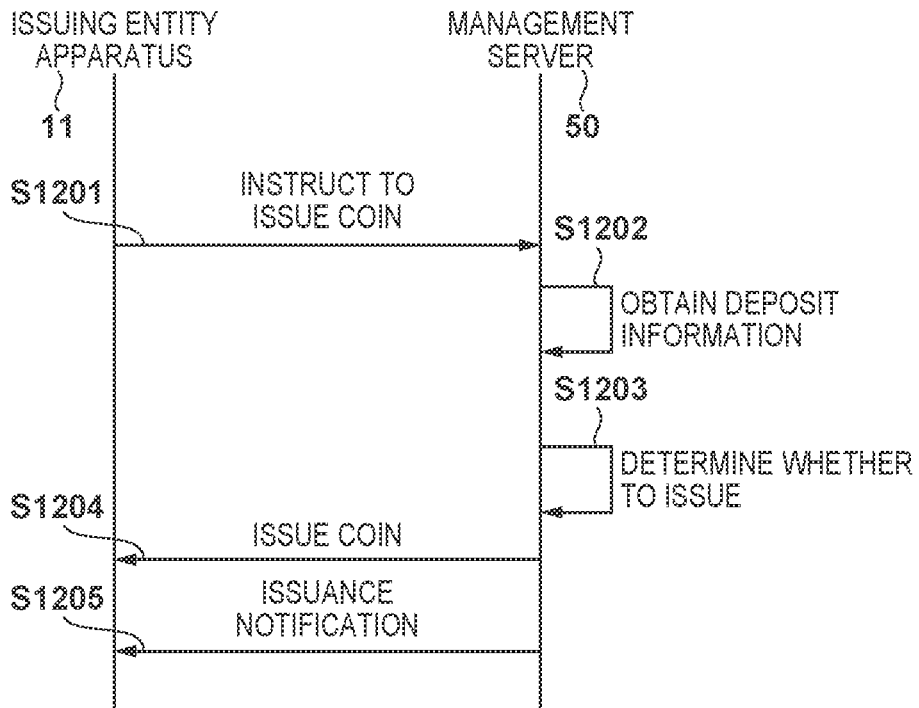 ISSUING ENTITY
APPARATUS
MANAGEMENT
SERVER
11
50
S1201
INSTRUCT TO
ISSUE COIN
S1202
OBTAIN DEPOSIT
INFORMATION
S1203
DETERMINE WHETHER
TO ISSUE
S1204
ISSUE COIN
S1205
ISSUANCE
NOTIFICATION